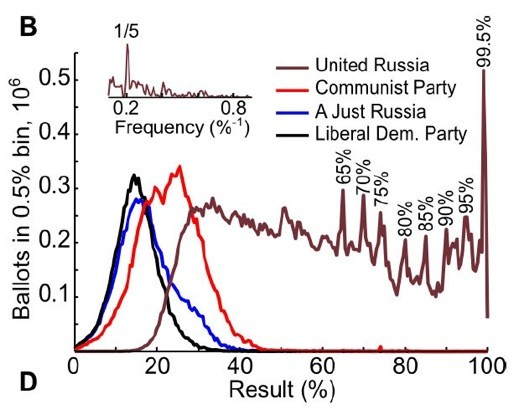 B
1/5
0.2
0.8
Frequency (%-1)
United Russia
Communist Party
A Just Russia
Liberal Dem. Party
65%
70%
75%
80%
85%
90%
95%
99.5%
Ballots in 0.5% bin, 10^6
0.5
0.4
0.3
0.2
0.1
0
20
40
60
80
100
Result (%)
D